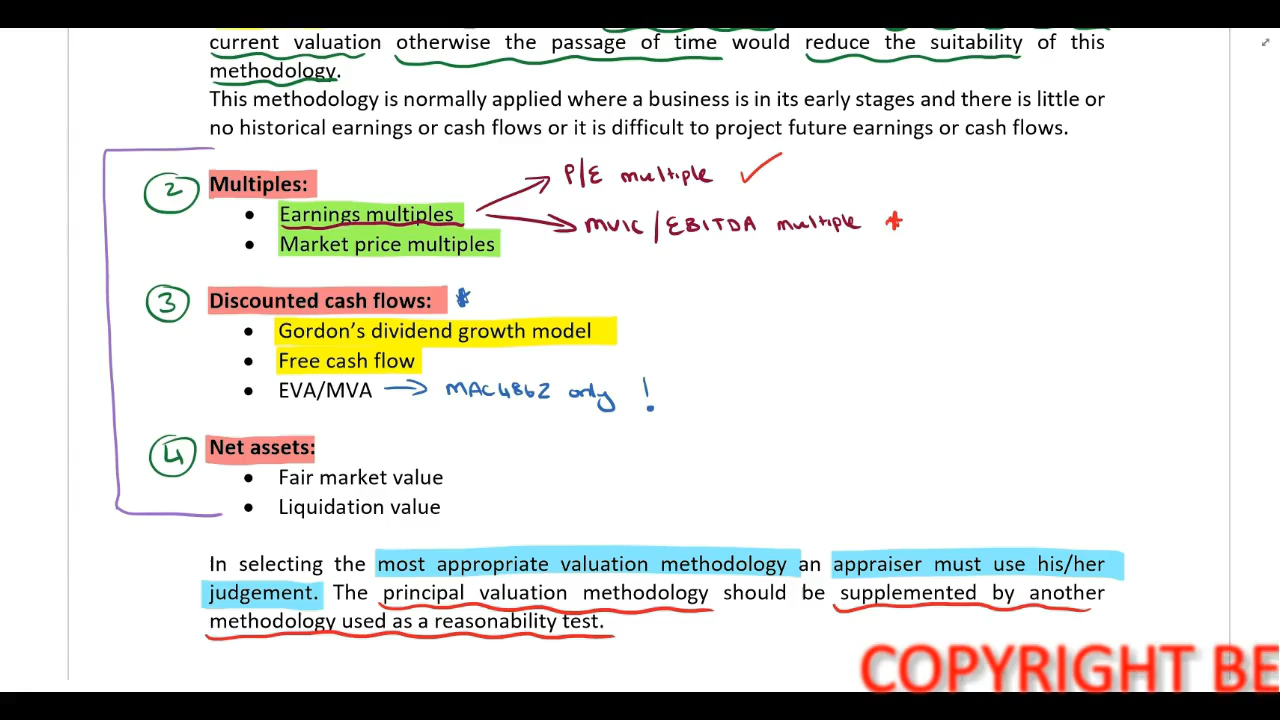 current valuation otherwise the passage of time would reduce the suitability of this
methodology.
This methodology is normally applied where a business is in its early stages and there is little or
no historical earnings or cash flows or it is difficult to project future earnings or cash flows.
2 Multiples:
P/E multiple
• Earnings multiples
MVIC/EBITDA multiple *
• Market price multiples
3 Discounted cash flows: *
• Gordon's dividend growth model
• Free cash flow
• EVA/MVA → MAC4862 only !
4 Net assets:
• Fair market value
• Liquidation value
In selecting the most appropriate valuation methodology an appraiser must use his/her
judgement. The principal valuation methodology should be supplemented by another
methodology used as a reasonability test.
COPYRIGHT BE